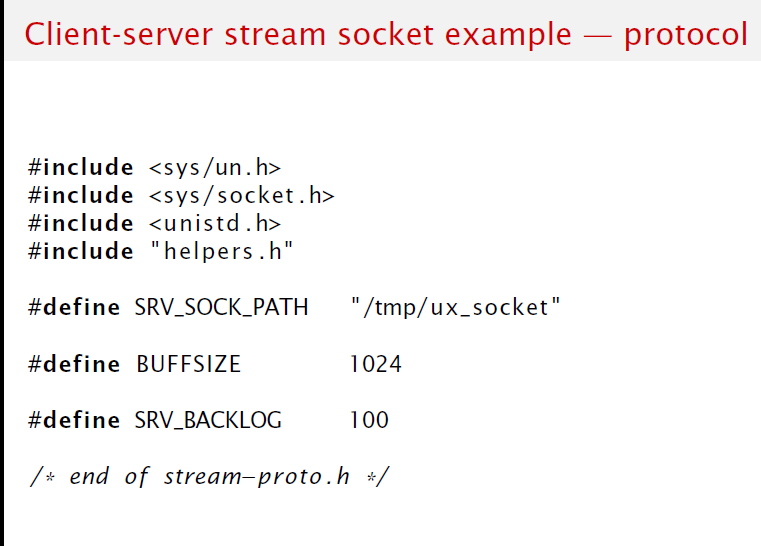 Client-server stream socket example — protocol
#include <sys/un.h>
#include <sys/socket.h>
#include <unistd.h>
#include "helpers.h"
#define SRV_SOCK_PATH "/tmp/ux_socket"
#define BUFFSIZE 1024
#define SRV_BACKLOG 100
/* end of stream−proto.h */